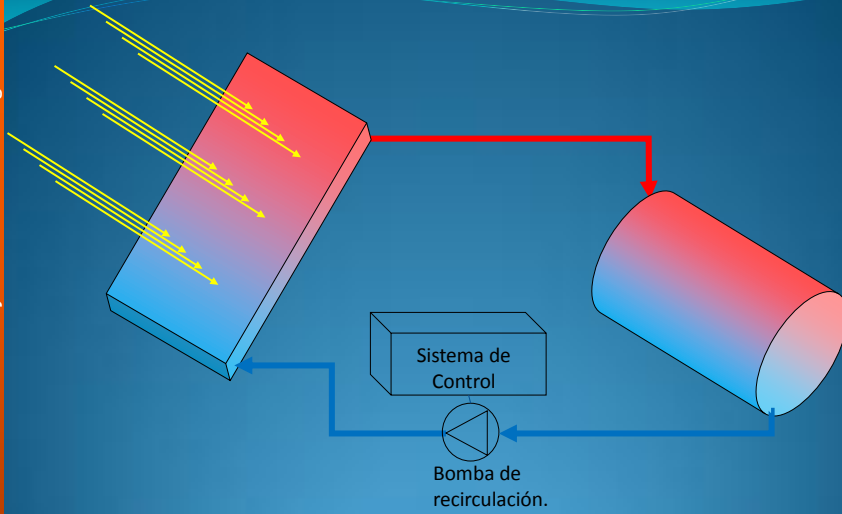 Sistema de
Control
Bomba de
recirculación.